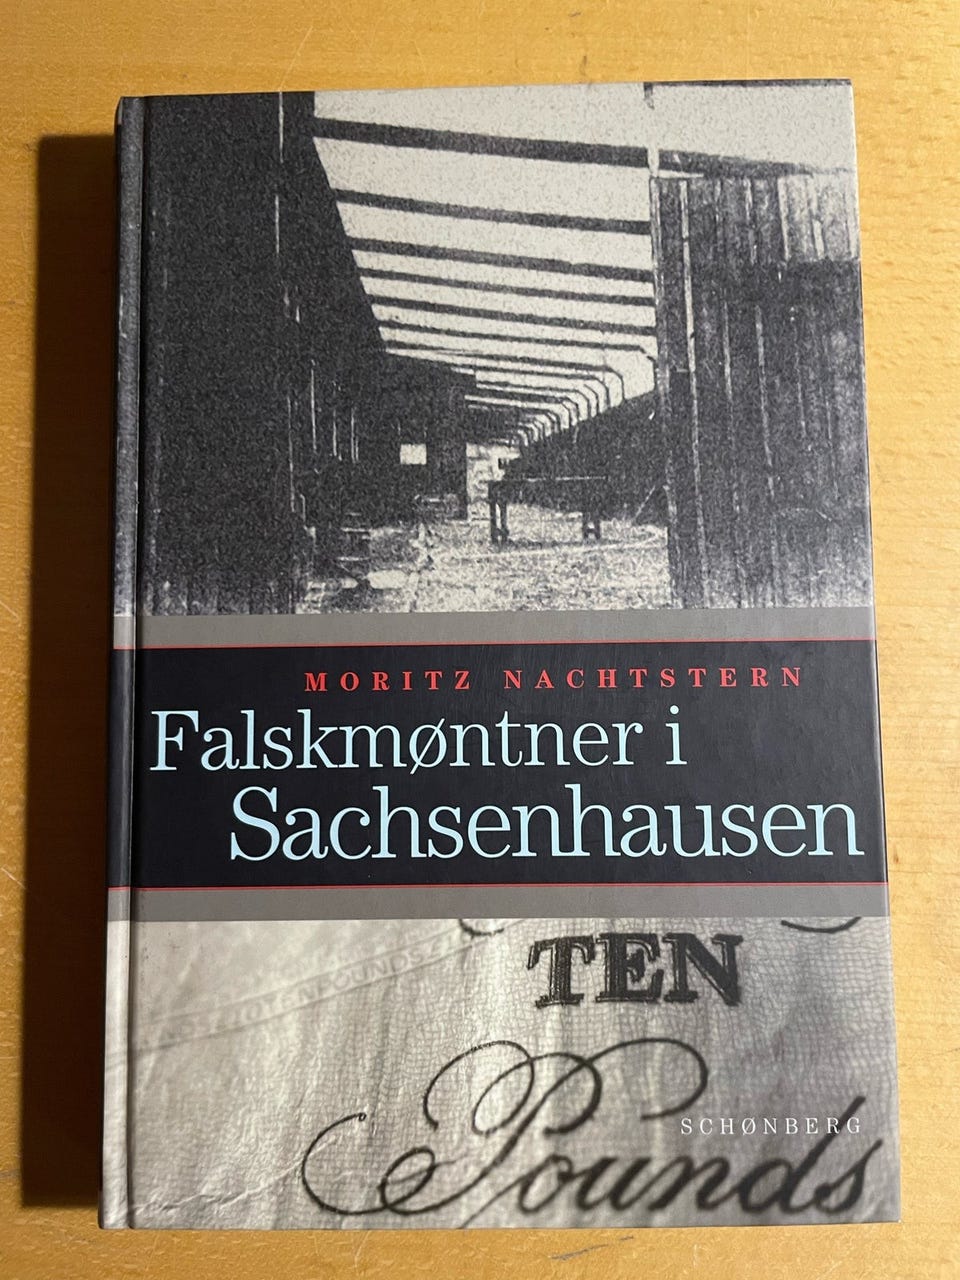 MORITZ NACHTSTERN
Falskmøntner i
Sachsenhausen
TEN
Pounds
SCHØNBERG